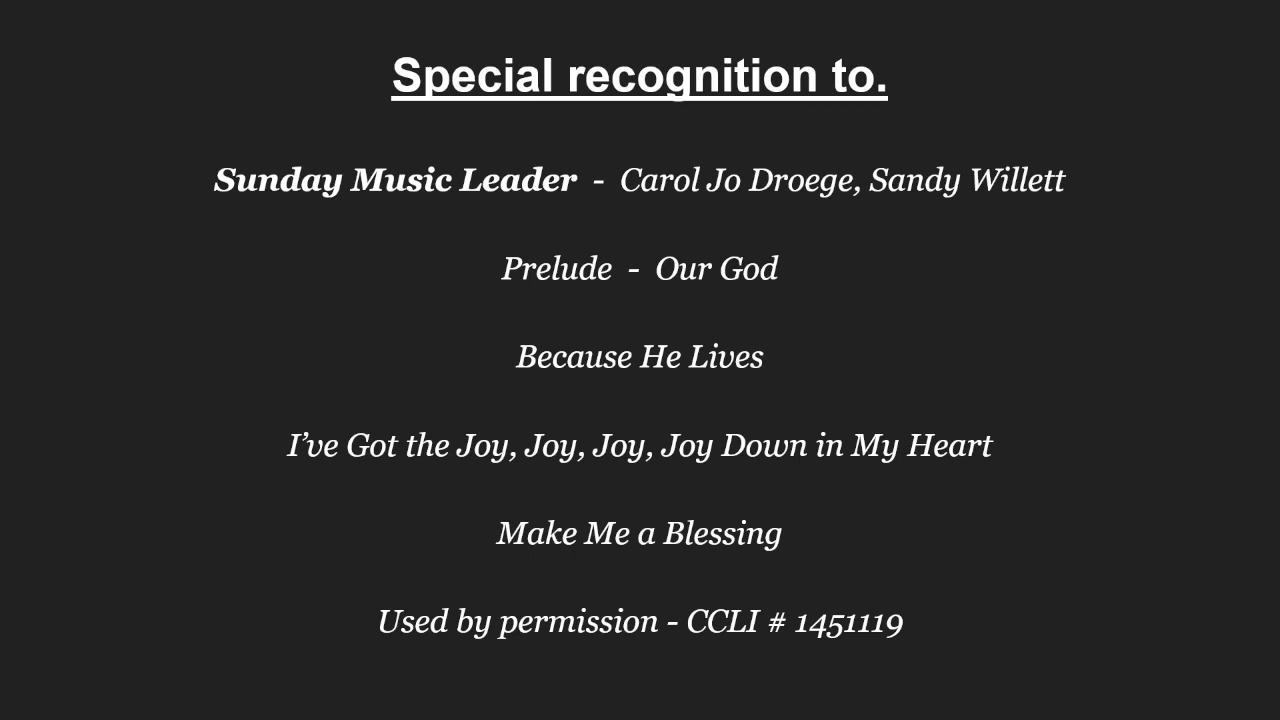 Special recognition to.
Sunday Music Leader - Carol Jo Droege, Sandy Willett
Prelude - Our God
Because He Lives
I’ve Got the Joy, Joy, Joy, Joy Down in My Heart
Make Me a Blessing
Used by permission - CCLI # 1451119